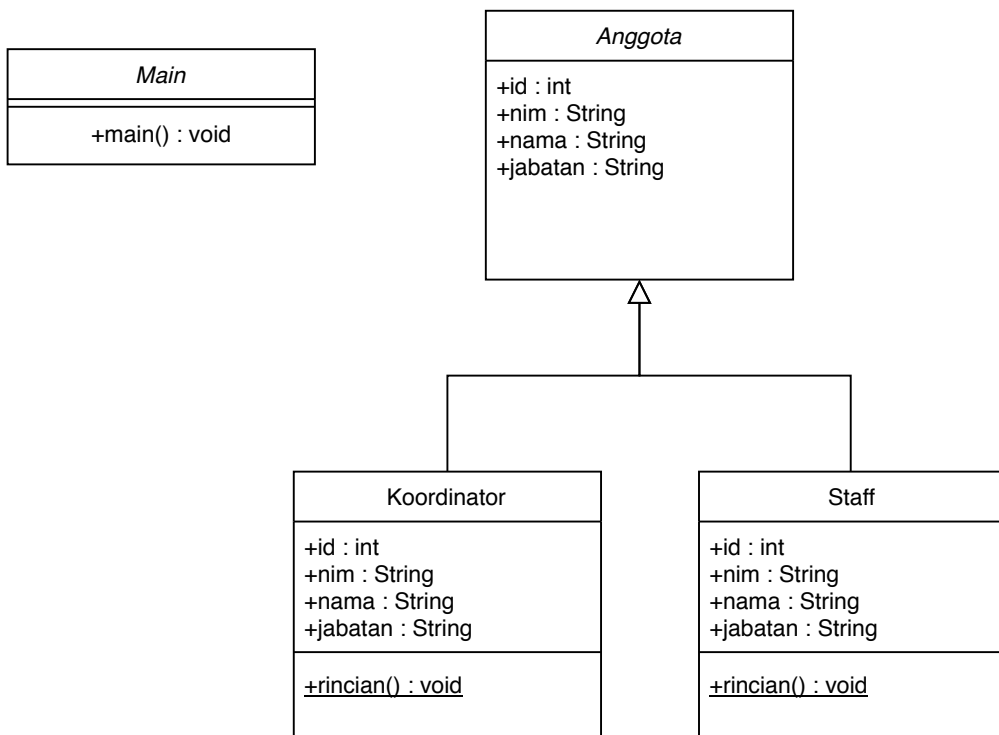 Main
+main() : void
Anggota
+id : int
+nim : String
+nama : String
+jabatan : String
Koordinator
+id : int
+nim : String
+nama : String
+jabatan : String
+rincian() : void
Staff
+id : int
+nim : String
+nama : String
+jabatan : String
+rincian() : void